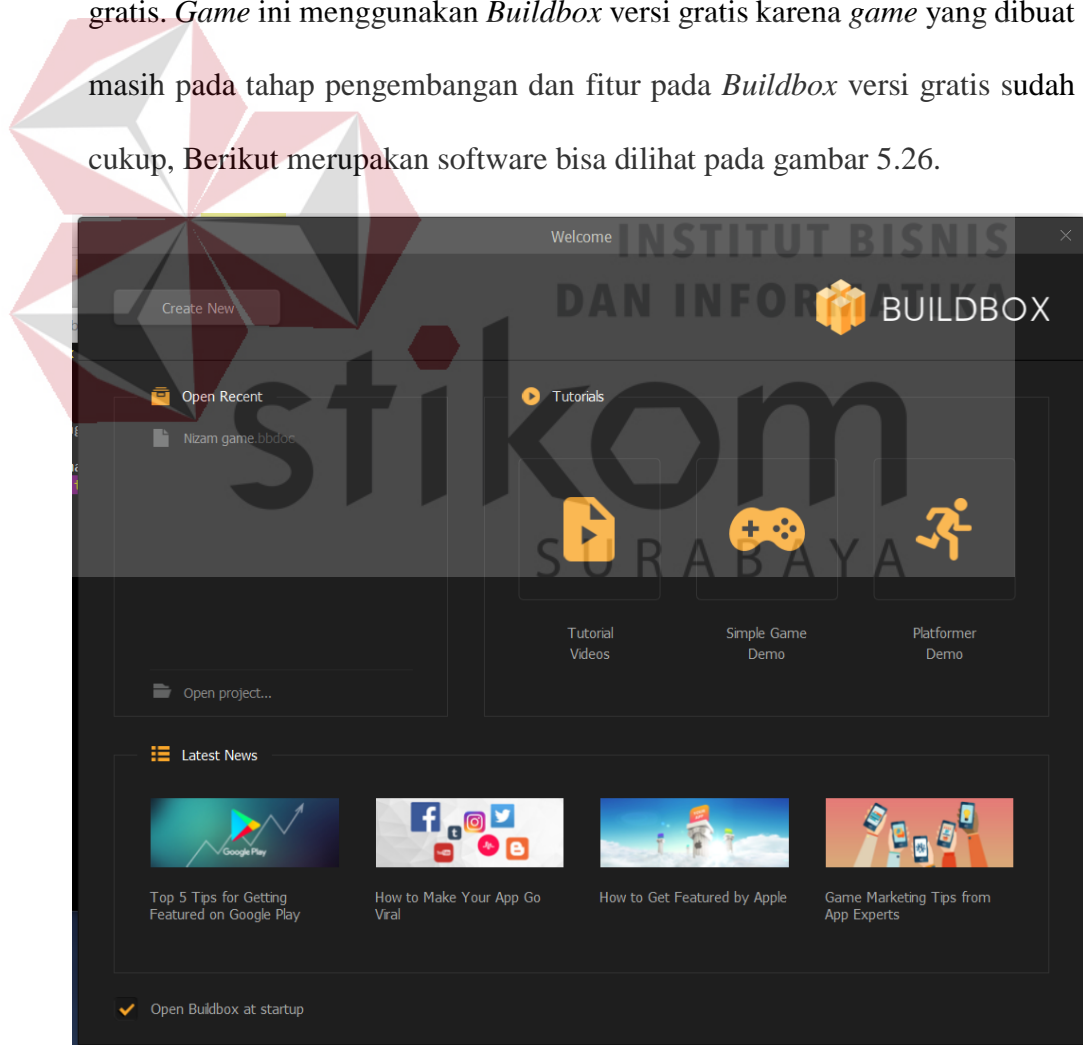 gratis. Game ini menggunakan Buildbox versi gratis karena game yang dibuat
masih pada tahap pengembangan dan fitur pada Buildbox versi gratis sudah
cukup, Berikut merupakan software bisa dilihat pada gambar 5.26.
Welcome
INSTITUT BISNIS
DAN INFORMATIKA
stikom
SURABAYA
Create New
BUILDBOX
Open Recent
Nizam game.bbdoc
Open project...
Tutorials
Tutorial
Videos
Simple Game
Demo
Platformer
Demo
Latest News
Google Play
Top 5 Tips for Getting
Featured on Google Play
How to Make Your App Go
Viral
How to Get Featured by Apple
Game Marketing Tips from
App Experts
Open Buildbox at startup